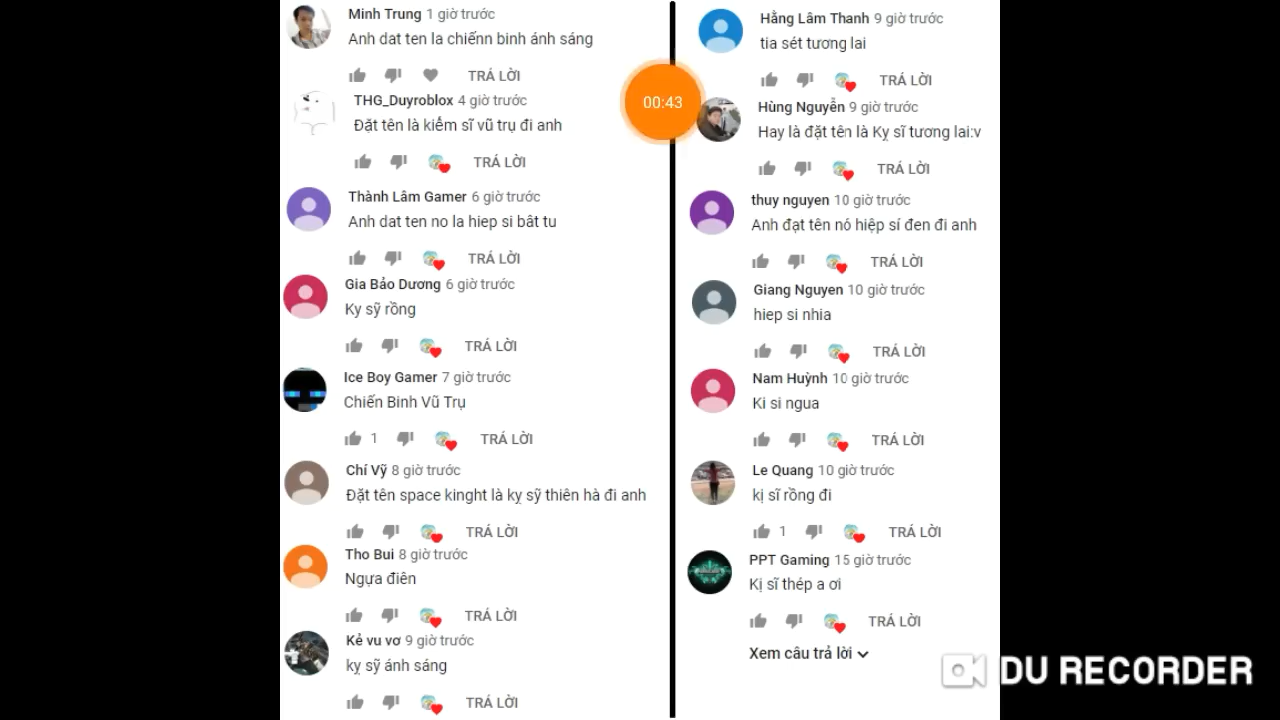 Minh Trung 1 giờ trước
Anh dat ten la chiếnn binh ánh sáng
TRẢ LỜI
THG_Duyroblox 4 giờ trước
Đặt tên là kiếm sĩ vũ trụ đi anh
TRẢ LỜI
Thành Lâm Gamer 6 giờ trước
Anh dat ten no la hiep si bât tu
TRẢ LỜI
Gia Bảo Dương 6 giờ trước
Ky sỹ rồng
TRẢ LỜI
Ice Boy Gamer 7 giờ trước
Chiến Binh Vũ Trụ
1 TRẢ LỜI
Chí Vỹ 8 giờ trước
Đặt tên space kinght là kỵ sỹ thiên hà đi anh
TRẢ LỜI
Tho Bui 8 giờ trước
Ngựa điên
TRẢ LỜI
Kẻ vu vơ 9 giờ trước
kỵ sỹ ánh sáng
TRẢ LỜI
00:43
Hằng Lâm Thanh 9 giờ trước
tia sét tương lai
TRẢ LỜI
Hùng Nguyễn 9 giờ trước
Hay là đặt tên là Kỵ sĩ tương lai:v
TRẢ LỜI
thuy nguyen 10 giờ trước
Anh đạt tên nó hiệp sí đen đi anh
TRẢ LỜI
Giang Nguyen 10 giờ trước
hiep si nhia
TRẢ LỜI
Nam Huỳnh 10 giờ trước
Ki si ngua
TRẢ LỜI
Le Quang 10 giờ trước
kị sĩ rồng đi
1 TRẢ LỜI
PPT Gaming 15 giờ trước
Kị sĩ thép a ơi
TRẢ LỜI
Xem câu trả lời
DU RECORDER